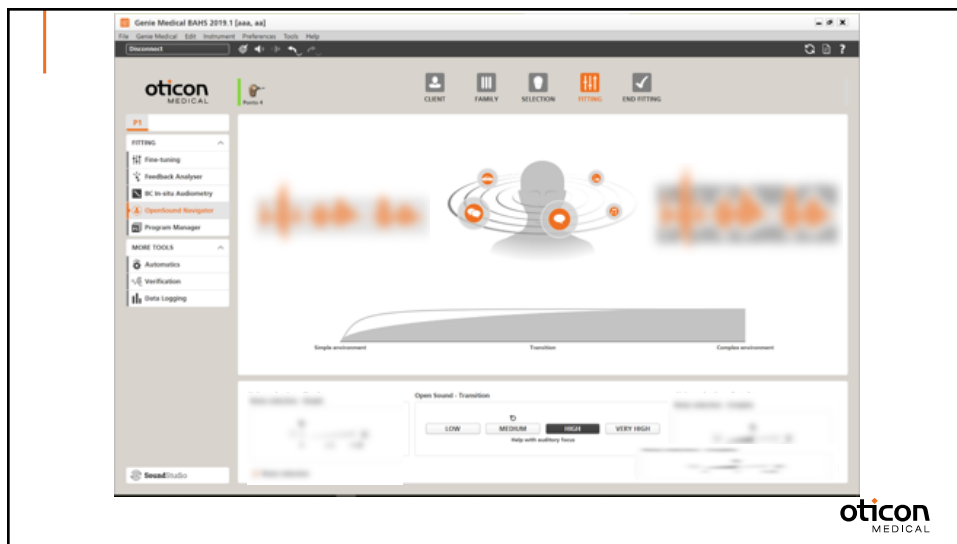 Genie Medical BAHS 2019.1 [aaa, aa]
File Genie Medical Edit Instrument Preferences Tools Help
Disconnect ?
oticon
MEDICAL
Ponto 4
CLIENT FAMILY SELECTION FITTING END FITTING
P1
FITTING
Fine-tuning
Feedback Analyser
BC In-situ Audiometry
OpenSound Navigator
Program Manager
MORE TOOLS
Automatics
Verification
Data Logging
Simple environment Transition Complex environment
Open Sound - Transition
LOW MEDIUM HIGH VERY HIGH
Help with auditory focus
SoundStudio
oticon
MEDICAL